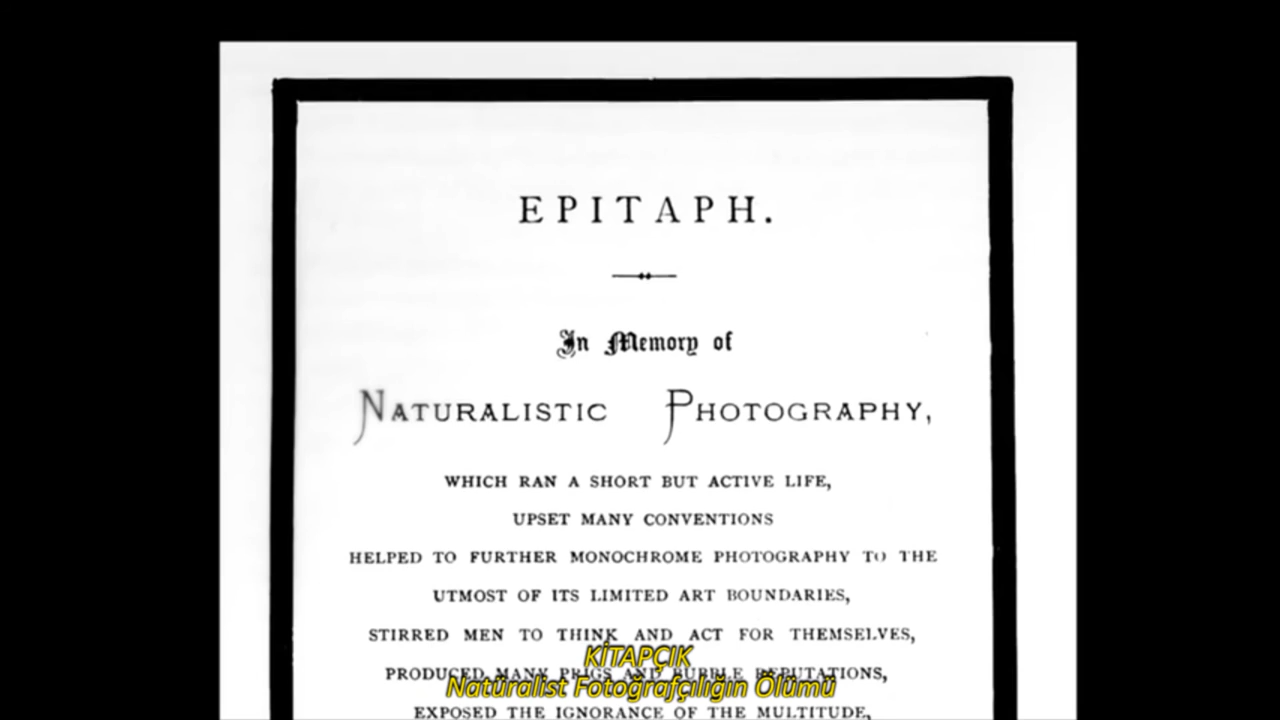 EPITAPH.
In Memory of
NATURALISTIC PHOTOGRAPHY,
WHICH RAN A SHORT BUT ACTIVE LIFE,
UPSET MANY CONVENTIONS
HELPED TO FURTHER MONOCHROME PHOTOGRAPHY TO THE
UTMOST OF ITS LIMITED ART BOUNDARIES,
STIRRED MEN TO THINK AND ACT FOR THEMSELVES,
KİTAPÇIK
PRODUCED MANY PRIGS AND BUBBLE REPUTATIONS,
Natüralist Fotoğrafçılığın Ölümü
EXPOSED THE IGNORANCE OF THE MULTITUDE,